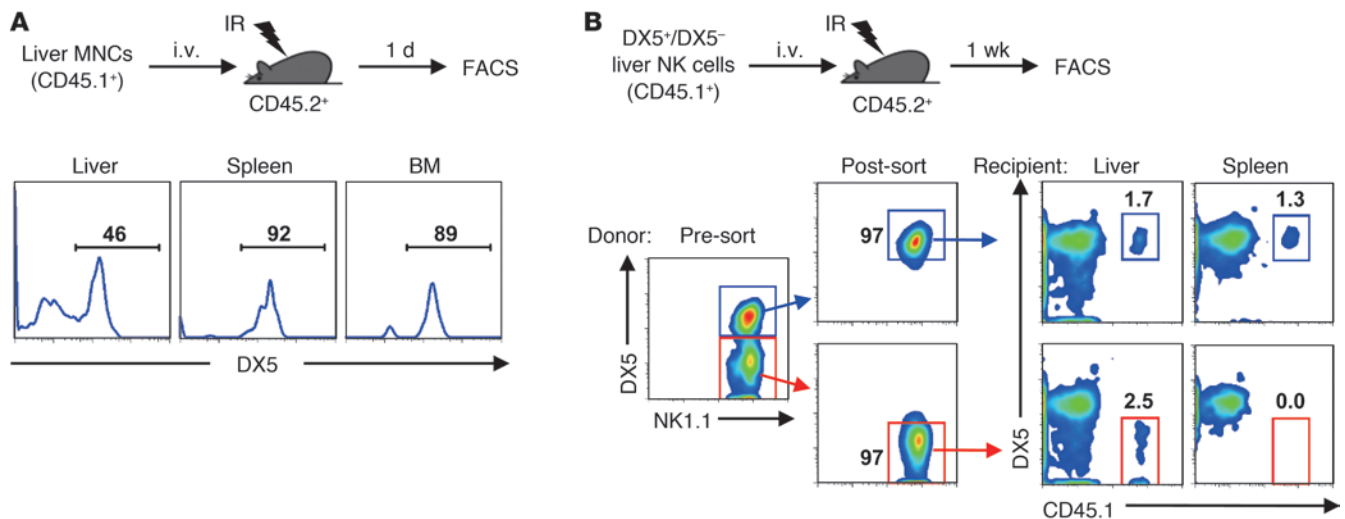 A
Liver MNCs
(CD45.1⁺)
i.v.
IR
CD45.2⁺
1 d
FACS
Liver
Spleen
BM
46
92
89
DX5
B
DX5⁺/DX5⁻
liver NK cells
(CD45.1⁺)
i.v.
IR
CD45.2⁺
1 wk
FACS
Donor:
Pre-sort
DX5
NK1.1
Post-sort
97
97
Recipient:
Liver
Spleen
1.7
1.3
2.5
0.0
DX5
CD45.1